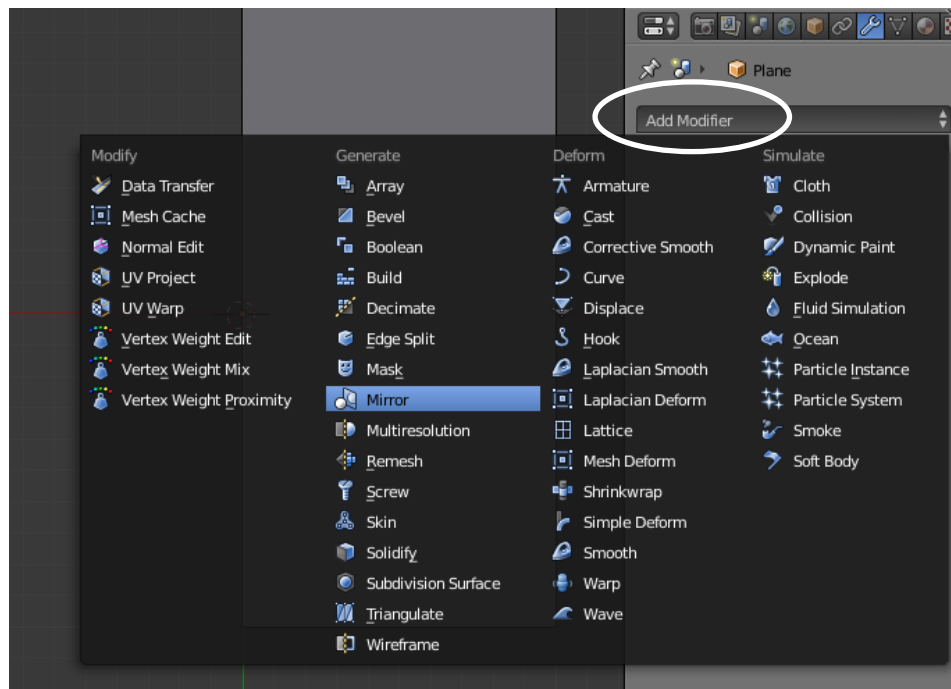 Plane
Add Modifier
Modify
Data Transfer
Mesh Cache
Normal Edit
UV Project
UV Warp
Vertex Weight Edit
Vertex Weight Mix
Vertex Weight Proximity
Generate
Array
Bevel
Boolean
Build
Decimate
Edge Split
Mask
Mirror
Multiresolution
Remesh
Screw
Skin
Solidify
Subdivision Surface
Triangulate
Wireframe
Deform
Armature
Cast
Corrective Smooth
Curve
Displace
Hook
Laplacian Smooth
Laplacian Deform
Lattice
Mesh Deform
Shrinkwrap
Simple Deform
Smooth
Warp
Wave
Simulate
Cloth
Collision
Dynamic Paint
Explode
Fluid Simulation
Ocean
Particle Instance
Particle System
Smoke
Soft Body